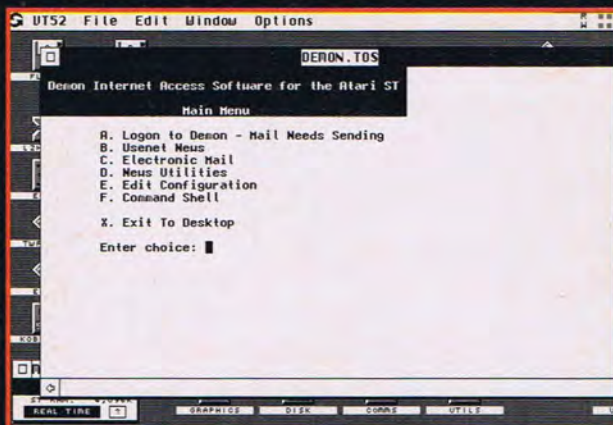 VT52 File Edit Window Options
DEMON.TOS
Demon Internet Access Software for the Atari ST
Main Menu
A. Logon to Demon - Mail Needs Sending
B. Usenet News
C. Electronic Mail
D. News Utilities
E. Edit Configuration
F. Command Shell
X. Exit To Desktop
Enter choice:
REAL TIME
GRAPHICS
DISK
COMMS
UTILS